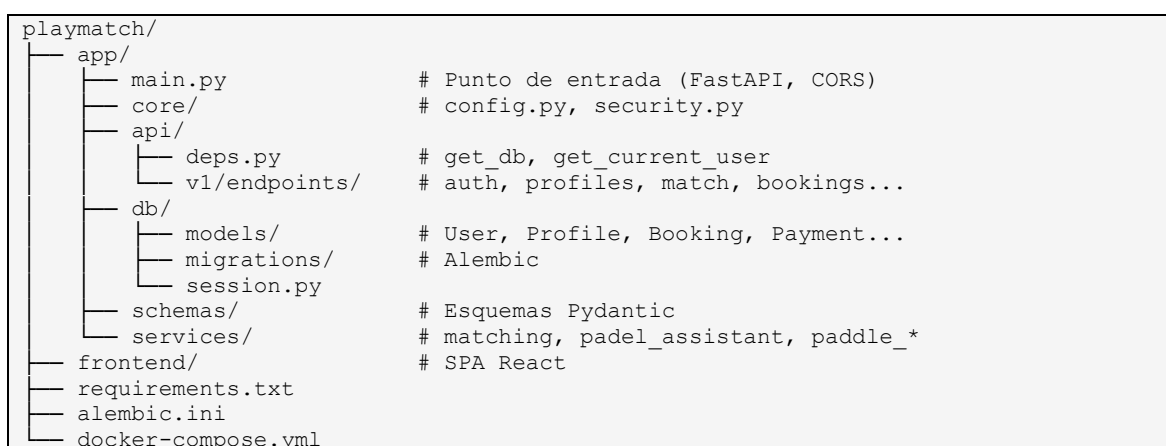 playmatch/
├── app/
│   ├── main.py              # Punto de entrada (FastAPI, CORS)
│   ├── core/                # config.py, security.py
│   ├── api/
│   │   ├── deps.py          # get_db, get_current_user
│   │   └── v1/endpoints/    # auth, profiles, match, bookings...
│   ├── db/
│   │   ├── models/          # User, Profile, Booking, Payment...
│   │   ├── migrations/      # Alembic
│   │   └── session.py
│   ├── schemas/             # Esquemas Pydantic
│   └── services/            # matching, padel_assistant, paddle_*
├── frontend/                # SPA React
├── requirements.txt
├── alembic.ini
└── docker-compose.yml